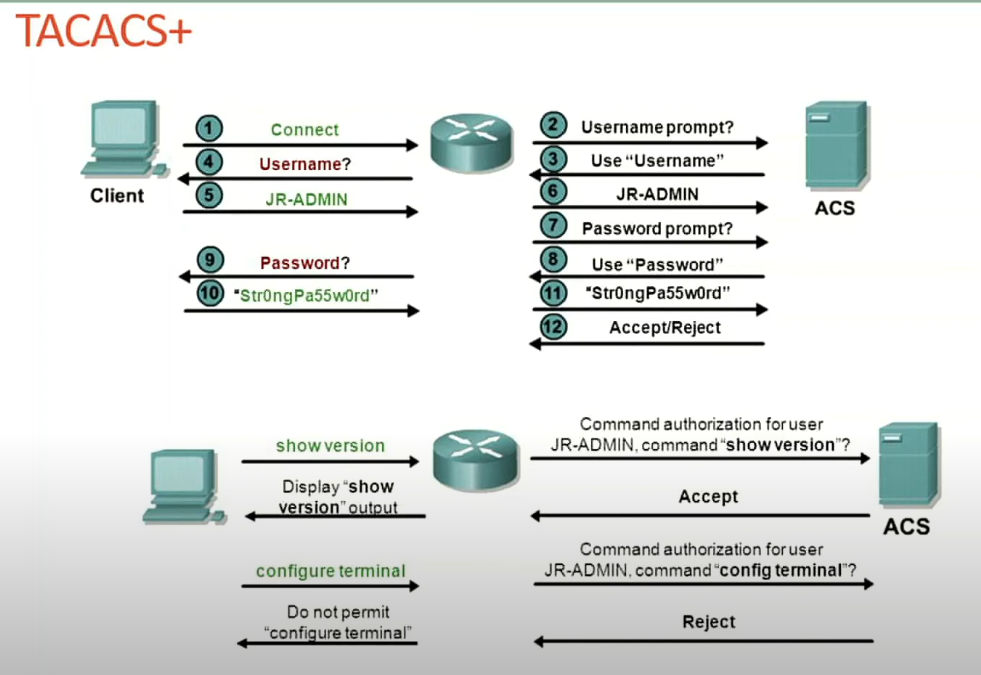 TACACS+
1 Connect
2 Username prompt?
3 Use “Username”
4 Username?
5 JR-ADMIN
6 JR-ADMIN
7 Password prompt?
Client
ACS
9 Password?
8 Use “Password”
10 “Str0ngPa55w0rd”
11 “Str0ngPa55w0rd”
12 Accept/Reject
show version
Command authorization for user
JR-ADMIN, command “show version”?
Display “show
version” output
Accept
ACS
configure terminal
Command authorization for user
JR-ADMIN, command “config terminal”?
Do not permit
“configure terminal”
Reject